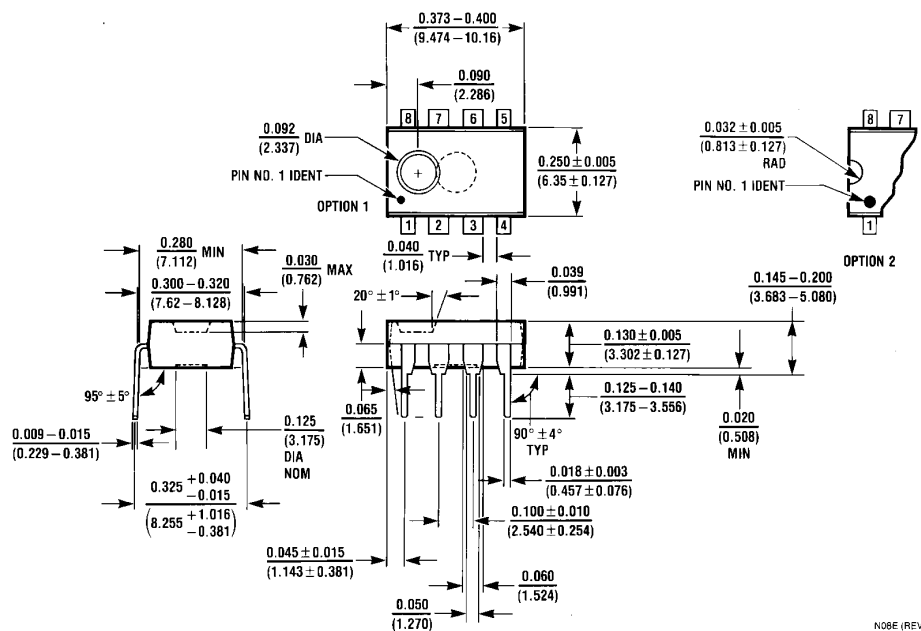 0.373 – 0.400
(9.474 – 10.16)
0.090
(2.286)
8 7 6 5
0.092 DIA
(2.337)
PIN NO. 1 IDENT
OPTION 1
0.250 ± 0.005
(6.35 ± 0.127)
1 2 3 4
0.032 ± 0.005
(0.813 ± 0.127)
RAD
PIN NO. 1 IDENT
8 7
1
OPTION 2
0.280 MIN
(7.112)
0.300 – 0.320
(7.62 – 8.128)
0.030 MAX
(0.762)
0.040 TYP
(1.016)
0.039
(0.991)
0.145 – 0.200
(3.683 – 5.080)
20° ± 1°
0.130 ± 0.005
(3.302 ± 0.127)
95° ± 5°
0.065
(1.651)
0.125 – 0.140
(3.175 – 3.556)
0.020
(0.508)
MIN
90° ± 4°
TYP
0.009 – 0.015
(0.229 – 0.381)
0.125
(3.175)
DIA
NOM
0.018 ± 0.003
(0.457 ± 0.076)
0.325 +0.040
-0.015
(8.255 +1.016
-0.381)
0.100 ± 0.010
(2.540 ± 0.254)
0.045 ± 0.015
(1.143 ± 0.381)
0.060
(1.524)
0.050
(1.270)
N08E (REV